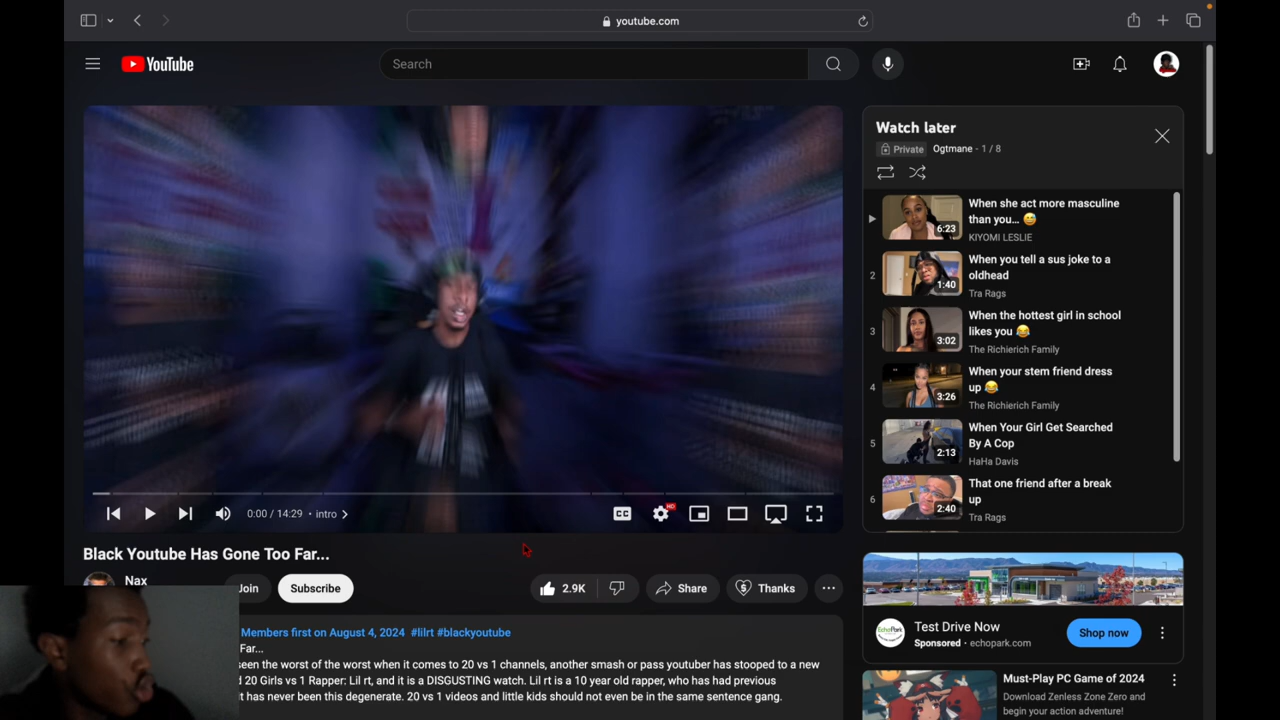 youtube.com
YouTube
Search
Watch later
Private Ogtmane - 1 / 8
When she act more masculine
than you... 😅
KIYOMI LESLIE
6:23
2
When you tell a sus joke to a
oldhead
Tra Rags
1:40
3
When the hottest girl in school
likes you 😂
The Richierich Family
3:02
4
When your stem friend dress
up 😂
The Richierich Family
3:26
5
When Your Girl Get Searched
By A Cop
HaHa Davis
2:13
6
That one friend after a break
up
Tra Rags
2:40
0:00 / 14:29 • intro
CC
HD
Black Youtube Has Gone Too Far...
Nax
Join
Subscribe
2.9K
Share
Thanks
Members first on August 4, 2024 #lilrt #blackyoutube
Far...
seen the worst of the worst when it comes to 20 vs 1 channels, another smash or pass youtuber has stooped to a new
d 20 Girls vs 1 Rapper: Lil rt, and it is a DISGUSTING watch. Lil rt is a 10 year old rapper, who has had previous
it has never been this degenerate. 20 vs 1 videos and little kids should not even be in the same sentence gang.
EchoPark
Test Drive Now
Sponsored • echopark.com
Shop now
Must-Play PC Game of 2024
Download Zenless Zone Zero and
begin your action adventure!